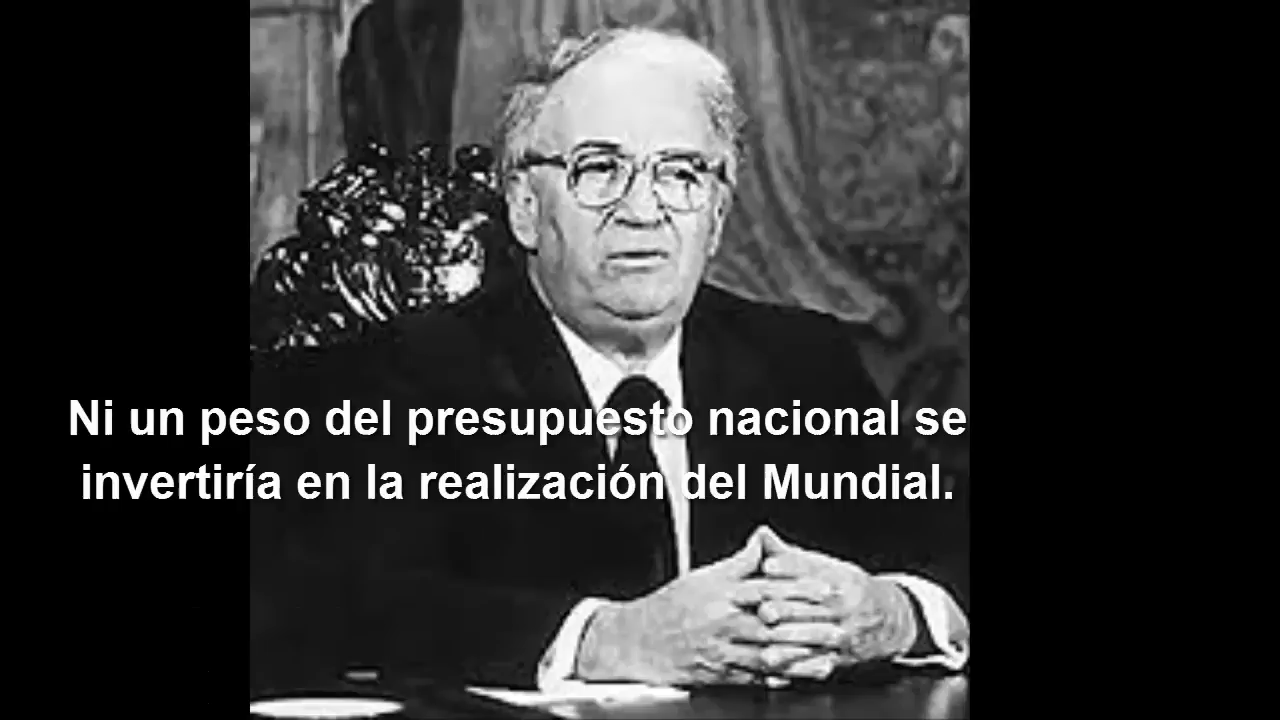 Ni un peso del presupuesto nacional se
invertiría en la realización del Mundial.